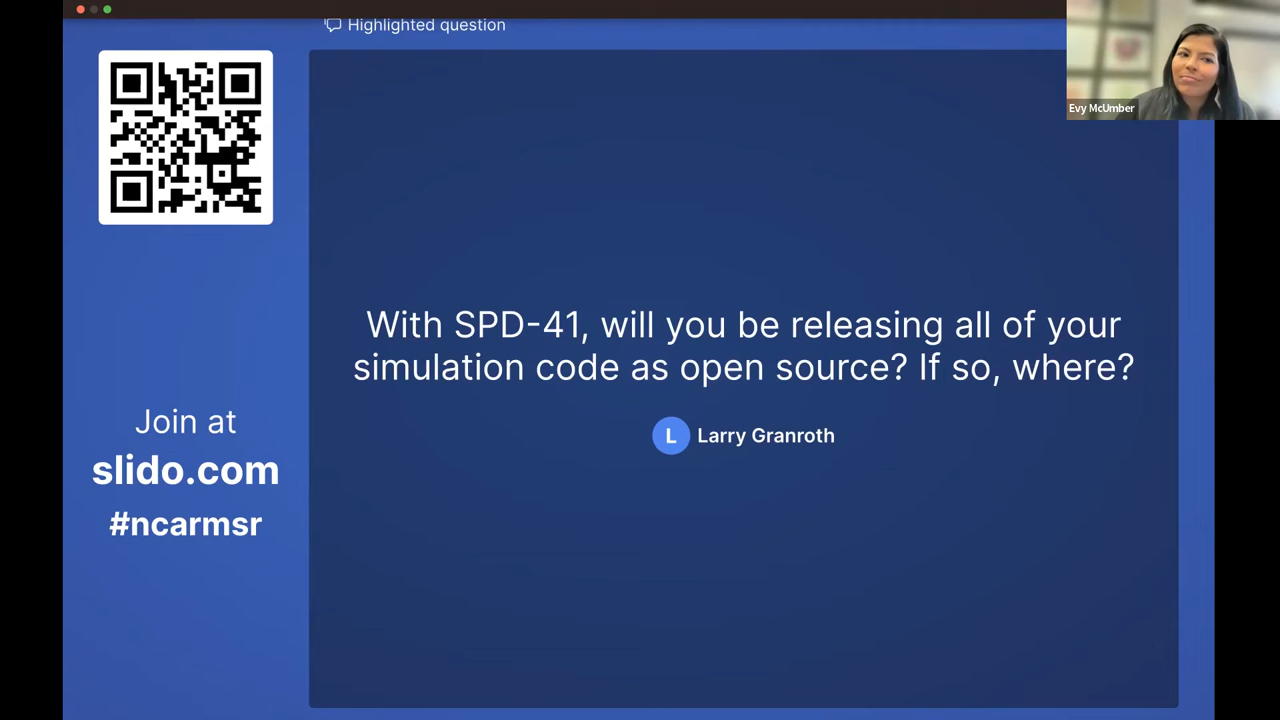 Highlighted question
Evy McUmber
With SPD-41, will you be releasing all of your
simulation code as open source? If so, where?
L Larry Granroth
Join at
slido.com
#ncarmsr